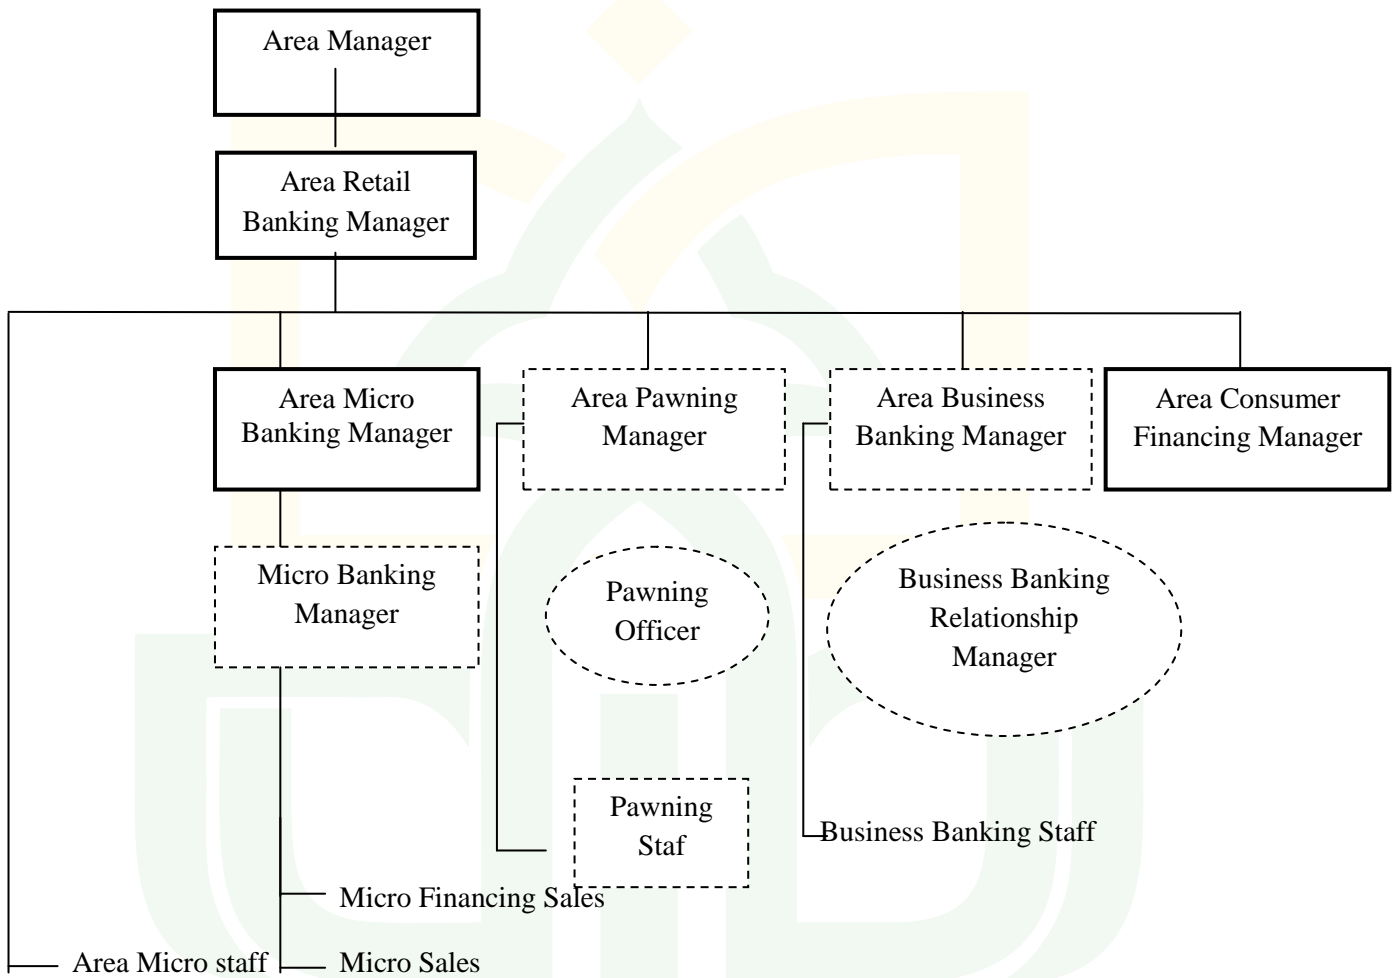 Area Manager
Area Retail
Banking Manager
Area Micro
Banking Manager
Area Pawning
Manager
Area Business
Banking Manager
Area Consumer
Financing Manager
Micro Banking
Manager
Pawning
Officer
Business Banking
Relationship
Manager
Pawning
Staf
Business Banking Staff
Micro Financing Sales
Area Micro staff
Micro Sales